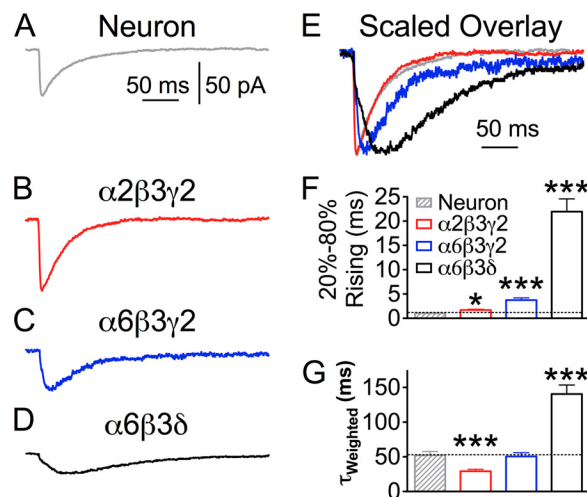 A Neuron
50 ms 50 pA
B α2β3γ2
C α6β3γ2
D α6β3δ
E Scaled Overlay
50 ms
F
20%-80%
Rising (ms)
25
20
15
10
5
0
Neuron
α2β3γ2
α6β3γ2
α6β3δ
* *** ***
G
τWeighted (ms)
150
100
50
0
*** ***